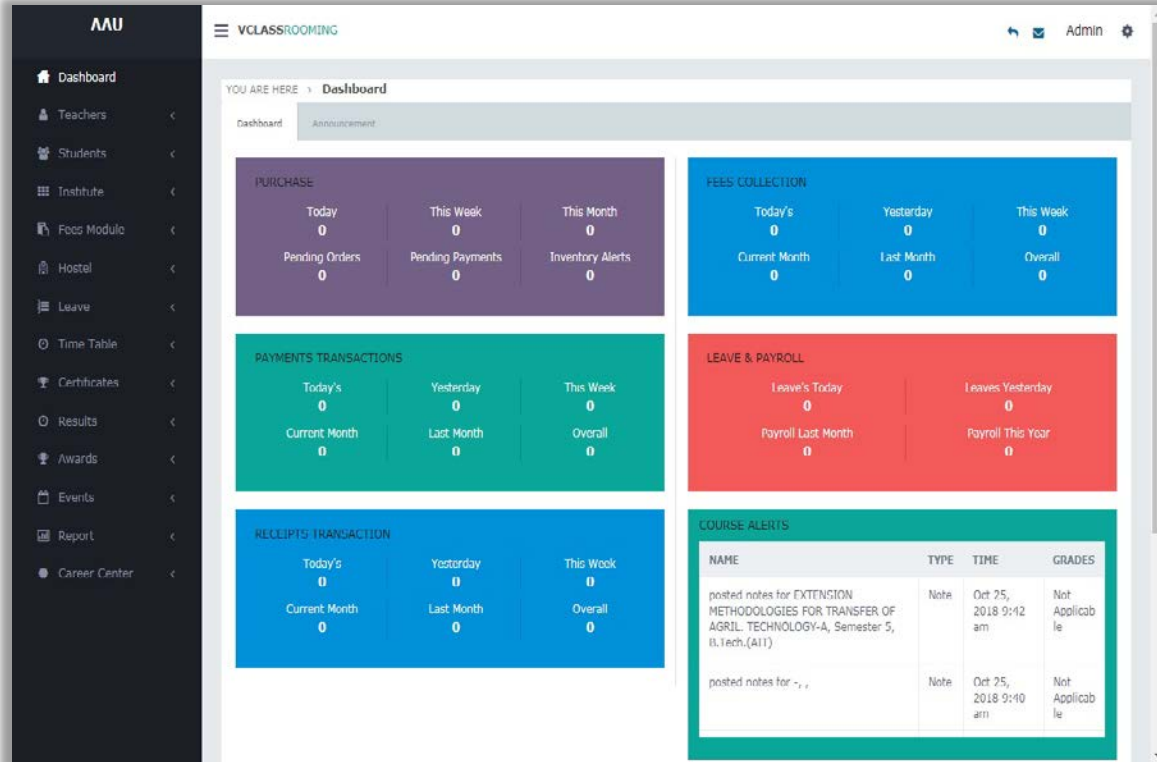 AAU
VCLASSROOMING
Admin
Dashboard
Teachers
Students
Institute
Fees Module
Hostel
Leave
Time Table
Certificates
Results
Awards
Events
Report
Career Center
YOU ARE HERE › Dashboard
Dashboard Announcement
PURCHASE
Today This Week This Month
0 0 0
Pending Orders Pending Payments Inventory Alerts
0 0 0
FEES COLLECTION
Today's Yesterday This Week
0 0 0
Current Month Last Month Overall
0 0 0
PAYMENTS TRANSACTIONS
Today's Yesterday This Week
0 0 0
Current Month Last Month Overall
0 0 0
LEAVE & PAYROLL
Leave's Today Leaves Yesterday
0 0
Payroll Last Month Payroll This Year
0 0
RECEIPTS TRANSACTION
Today's Yesterday This Week
0 0 0
Current Month Last Month Overall
0 0 0
COURSE ALERTS
NAME TYPE TIME GRADES
posted notes for EXTENSION Note Oct 25, Not
METHODOLOGIES FOR TRANSFER OF 2018 9:42 Applicab
AGRIL. TECHNOLOGY-A, Semester 5, am le
B.Tech.(AIT)
posted notes for -, , Note Oct 25, Not
2018 9:40 Applicab
am le